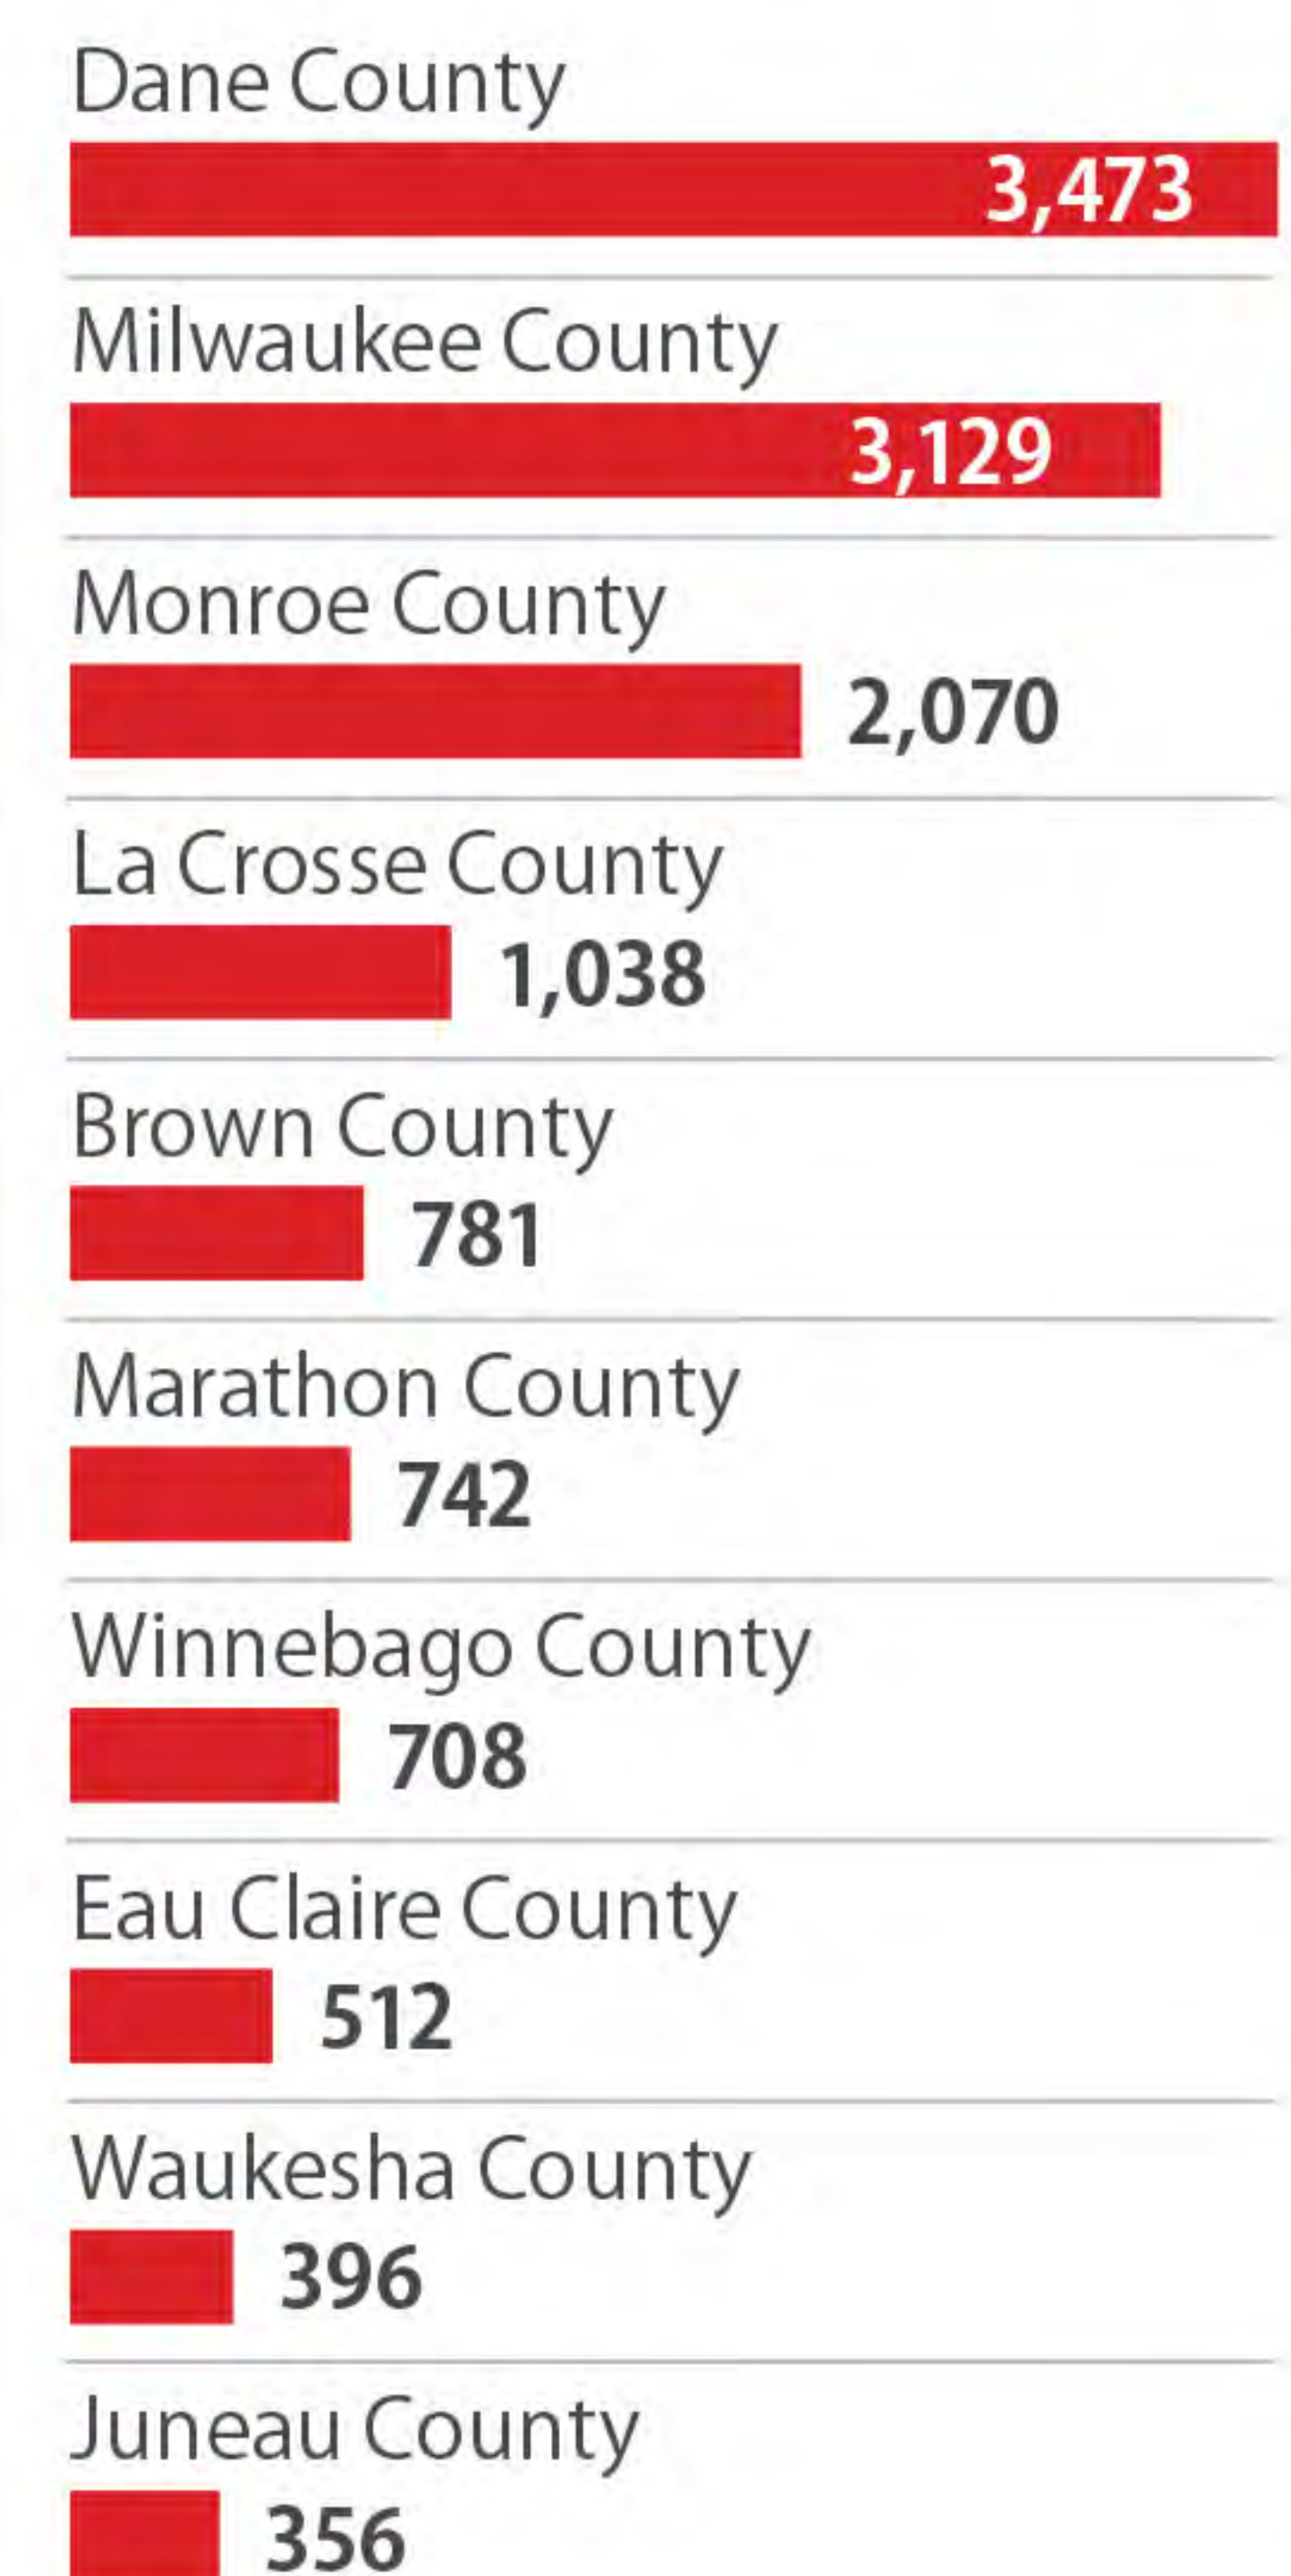 Dane County
3,473
Milwaukee County
3,129
Monroe County
2,070
La Crosse County
1,038
Brown County
781
Marathon County
742
Winnebago County
708
Eau Claire County
512
Waukesha County
396
Juneau County
356